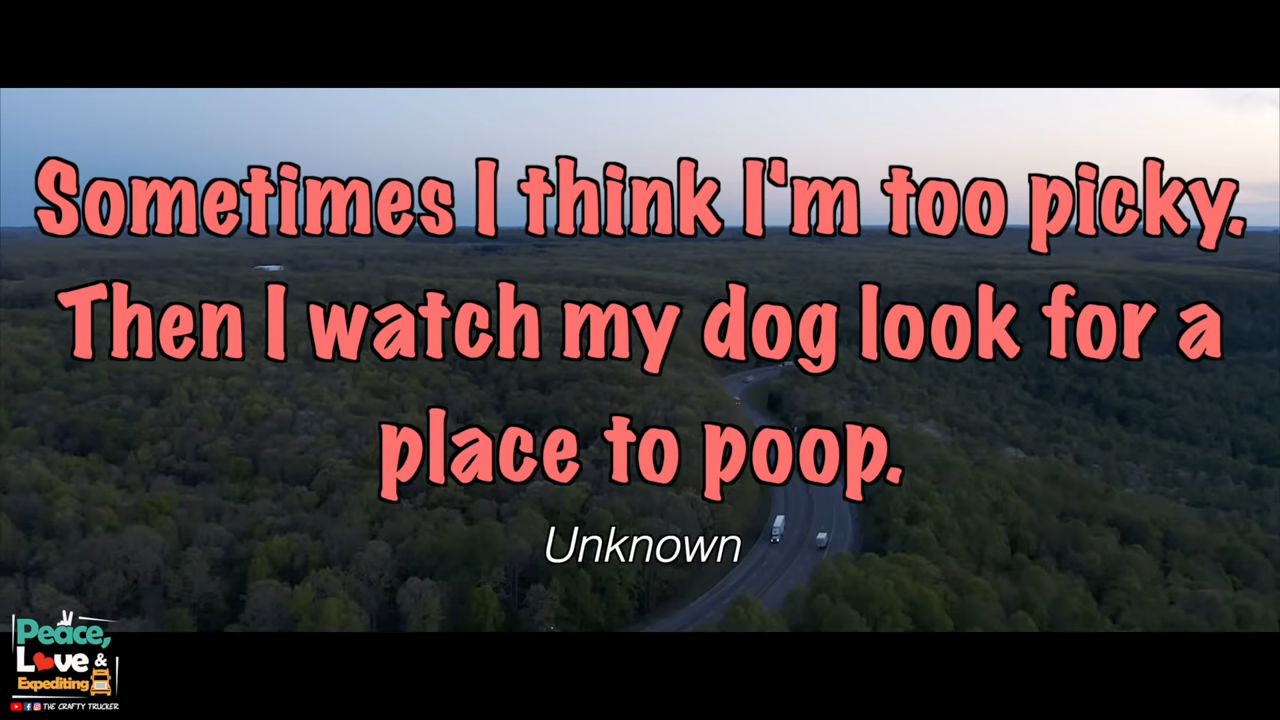 Sometimes I think I'm too picky.
Then I watch my dog look for a
place to poop.
Unknown
Peace,
Love &
Expediting
THE CRAFTY TRUCKER